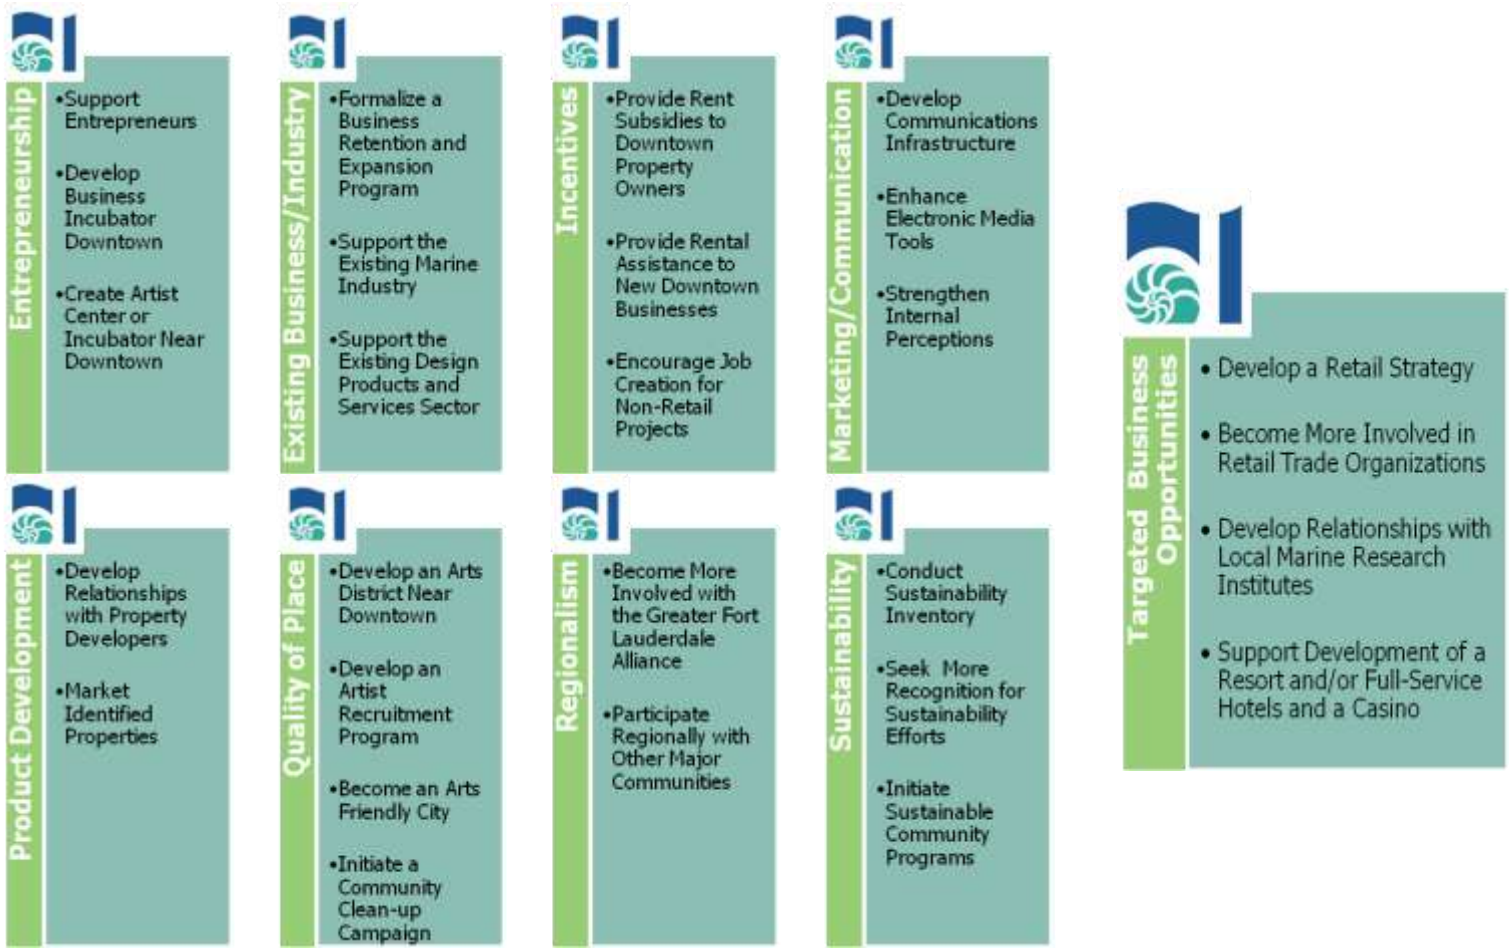 Entrepreneurship
•Support
Entrepreneurs
•Develop
Business
Incubator
Downtown
•Create Artist
Center or
Incubator Near
Downtown
Existing Business/Industry
•Formalize a
Business
Retention and
Expansion
Program
•Support the
Existing Marine
Industry
•Support the
Existing Design
Products and
Services Sector
Incentives
•Provide Rent
Subsidies to
Downtown
Property
Owners
•Provide Rental
Assistance to
New Downtown
Businesses
•Encourage Job
Creation for
Non-Retail
Projects
Marketing/Communication
•Develop
Communications
Infrastructure
•Enhance
Electronic Media
Tools
•Strengthen
Internal
Perceptions
Product Development
•Develop
Relationships
with Property
Developers
•Market
Identified
Properties
Quality of Place
•Develop an Arts
District Near
Downtown
•Develop an
Artist
Recruitment
Program
•Become an Arts
Friendly City
•Initiate a
Community
Clean-up
Campaign
Regionalism
•Become More
Involved with
the Greater Fort
Lauderdale
Alliance
•Participate
Regionally with
Other Major
Communities
Sustainability
•Conduct
Sustainability
Inventory
•Seek More
Recognition for
Sustainability
Efforts
•Initiate
Sustainable
Community
Programs
Targeted Business
Opportunities
• Develop a Retail Strategy
• Become More Involved in
Retail Trade Organizations
• Develop Relationships with
Local Marine Research
Institutes
• Support Development of a
Resort and/or Full-Service
Hotels and a Casino